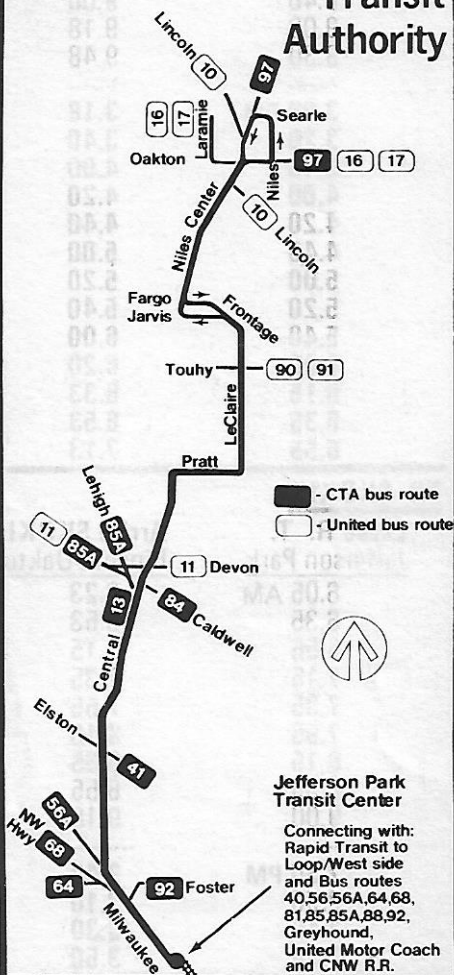 Transit
Authority
Lincoln
10
97
16
17
Laramie
Searle
Oakton
Niles
97
16
17
Niles Center
10
Lincoln
Fargo
Jarvis
Frontage
Touhy
90
91
LeClaire
Pratt
- CTA bus route
- United bus route
Lehigh
85A
11
85A
11
Devon
13
84
Caldwell
Central
Elston
41
56A
NW
Hwy
68
64
92
Foster
Milwaukee
Jefferson Park
Transit Center
Connecting with:
Rapid Transit to
Loop/West side
and Bus routes
40,56,56A,64,68,
81,85,85A,88,92,
Greyhound,
United Motor Coach
and CNW R.R.